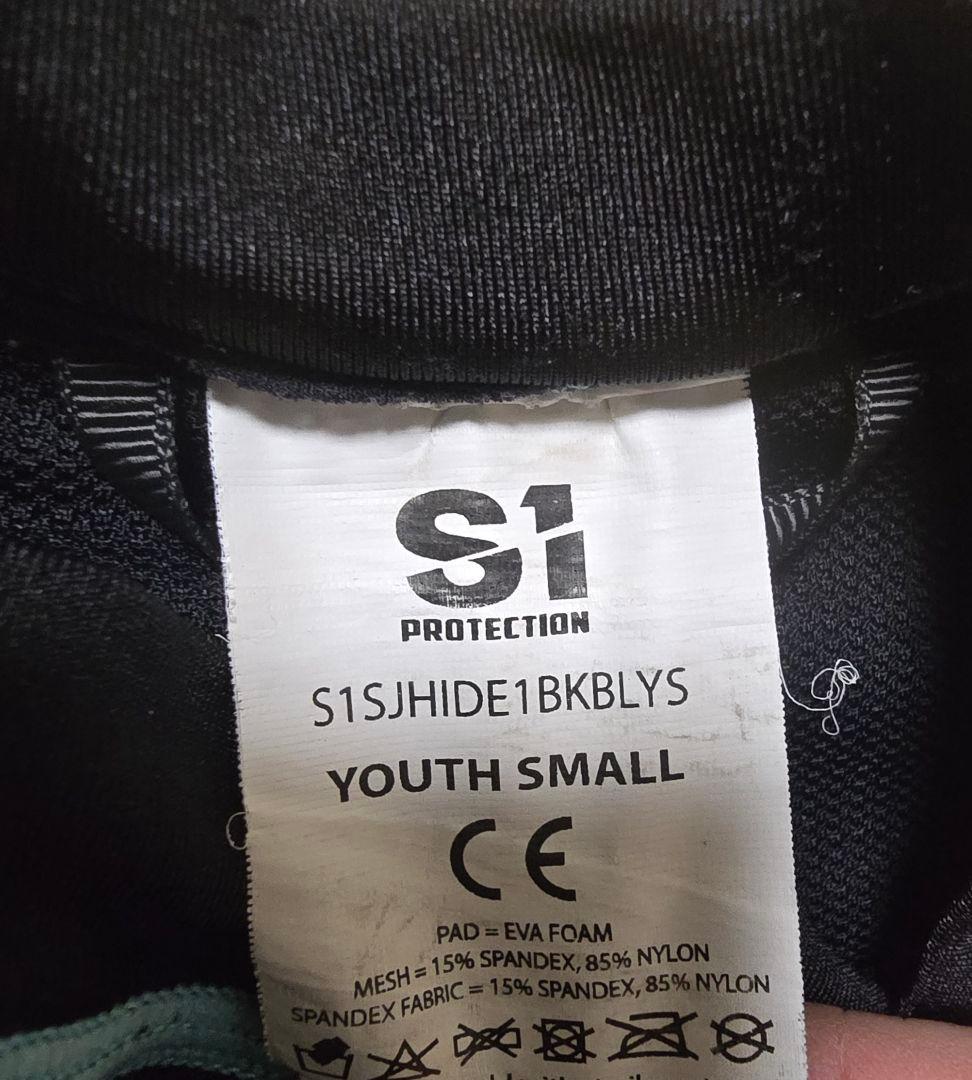 S1
PROTECTION
S1SJHIDE1BKBLYS
YOUTH SMALL
CE
PAD = EVA FOAM
MESH = 15% SPANDEX, 85% NYLON
SPANDEX FABRIC = 15% SPANDEX, 85% NYLON